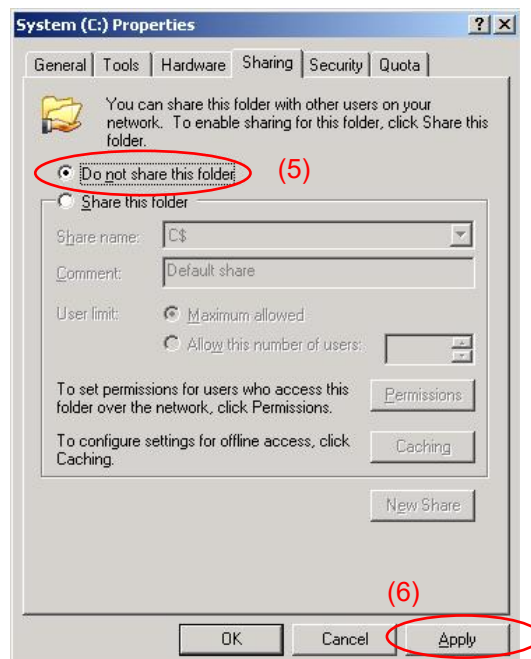 System (C:) Properties
General Tools Hardware Sharing Security Quota
You can share this folder with other users on your
network. To enable sharing for this folder, click Share this
folder.
Do not share this folder (5)
Share this folder
Share name: C$
Comment: Default share
User limit: Maximum allowed
Allow this number of users:
To set permissions for users who access this
folder over the network, click Permissions.
Permissions
To configure settings for offline access, click
Caching.
Caching
New Share
(6)
OK Cancel Apply